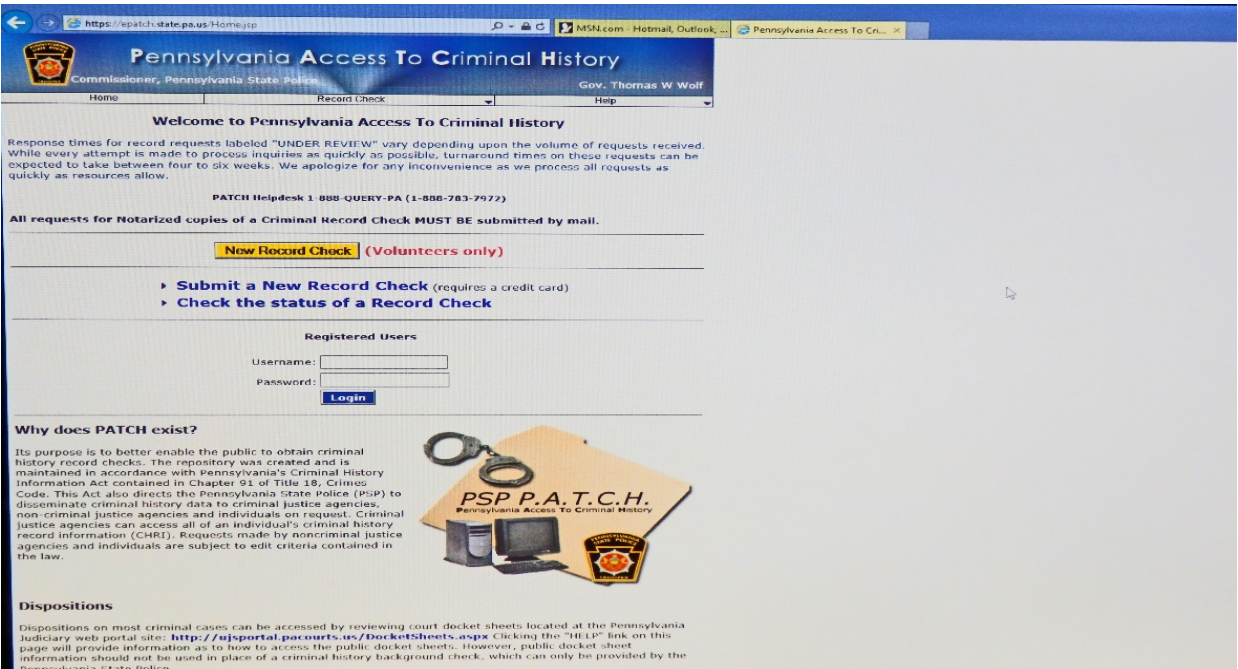 https://epatch.state.pa.us/Home.jsp
MSN.com - Hotmail, Outlook, ...
Pennsylvania Access To Cri...
Pennsylvania Access To Criminal History
Commissioner, Pennsylvania State Police
Gov. Thomas W Wolf
Home
Record Check
Help
Welcome to Pennsylvania Access To Criminal History
Response times for record requests labeled "UNDER REVIEW" vary depending upon the volume of requests received.
While every attempt is made to process inquiries as quickly as possible, turnaround times on these requests can be
expected to take between four to six weeks. We apologize for any inconvenience as we process all requests as
quickly as resources allow.
PATCH Helpdesk 1-888-QUERY-PA (1-888-783-7972)
All requests for Notarized copies of a Criminal Record Check MUST BE submitted by mail.
New Record Check (Volunteers only)
Submit a New Record Check (requires a credit card)
Check the status of a Record Check
Registered Users
Username:
Password:
Login
Why does PATCH exist?
Its purpose is to better enable the public to obtain criminal
history record checks. The repository was created and is
maintained in accordance with Pennsylvania's Criminal History
Information Act contained in Chapter 91 of Title 18, Crimes
Code. This Act also directs the Pennsylvania State Police (PSP) to
disseminate criminal history data to criminal justice agencies,
non-criminal justice agencies and individuals on request. Criminal
justice agencies can access all of an individual's criminal history
record information (CHRI). Requests made by noncriminal justice
agencies and individuals are subject to edit criteria contained in
the law.
PSP P.A.T.C.H.
Pennsylvania Access To Criminal History
PENNSYLVANIA
STATE POLICE
Dispositions
Dispositions on most criminal cases can be accessed by reviewing court docket sheets located at the Pennsylvania
Judiciary web portal site: http://ujsportal.pacourts.us/DocketSheets.aspx Clicking the "HELP" link on this
page will provide information as to how to access the public docket sheets. However, public docket sheet
information should not be used in place of a criminal history background check, which can only be provided by the
Pennsylvania State Police.